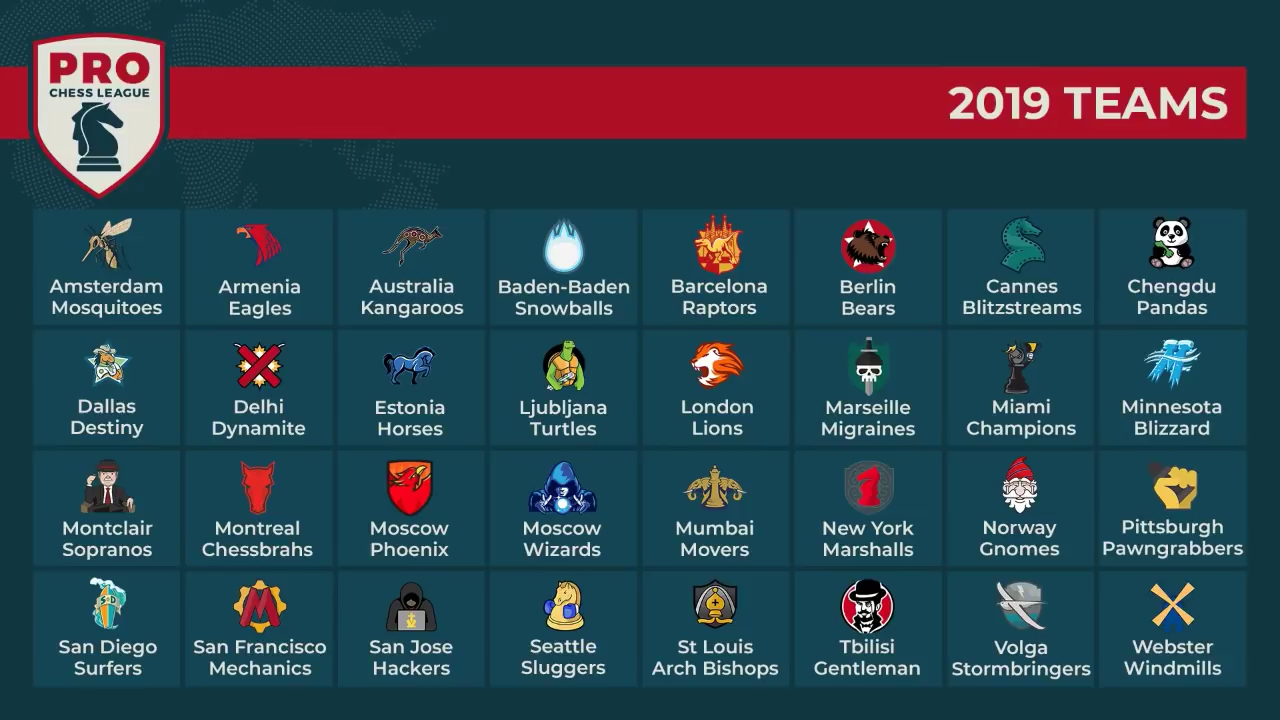 PRO
CHESS LEAGUE
2019 TEAMS
Amsterdam
Mosquitoes
Armenia
Eagles
Australia
Kangaroos
Baden-Baden
Snowballs
Barcelona
Raptors
Berlin
Bears
Cannes
Blitzstreams
Chengdu
Pandas
Dallas
Destiny
Delhi
Dynamite
Estonia
Horses
Ljubljana
Turtles
London
Lions
Marseille
Migraines
Miami
Champions
Minnesota
Blizzard
Montclair
Sopranos
Montreal
Chessbrahs
Moscow
Phoenix
Moscow
Wizards
Mumbai
Movers
New York
Marshalls
Norway
Gnomes
Pittsburgh
Pawngrabbers
San Diego
Surfers
San Francisco
Mechanics
San Jose
Hackers
Seattle
Sluggers
St Louis
Arch Bishops
Tbilisi
Gentleman
Volga
Stormbringers
Webster
Windmills